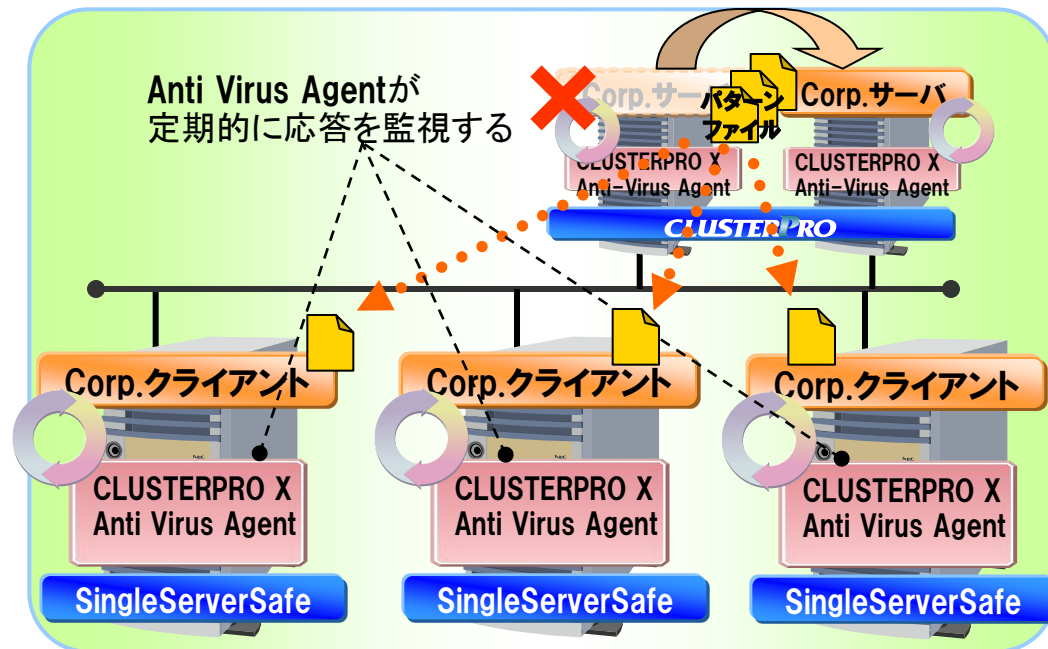 Anti Virus Agentが
定期的に応答を監視する
Corp.サーバ
パターン
ファイル
Corp.サーバ
CLUSTERPRO X
Anti-Virus Agent
CLUSTERPRO X
Anti-Virus Agent
CLUSTERPRO
Corp.クライアント
Corp.クライアント
Corp.クライアント
NEC
NEC
NEC
CLUSTERPRO X
Anti Virus Agent
CLUSTERPRO X
Anti Virus Agent
CLUSTERPRO X
Anti Virus Agent
SingleServerSafe
SingleServerSafe
SingleServerSafe